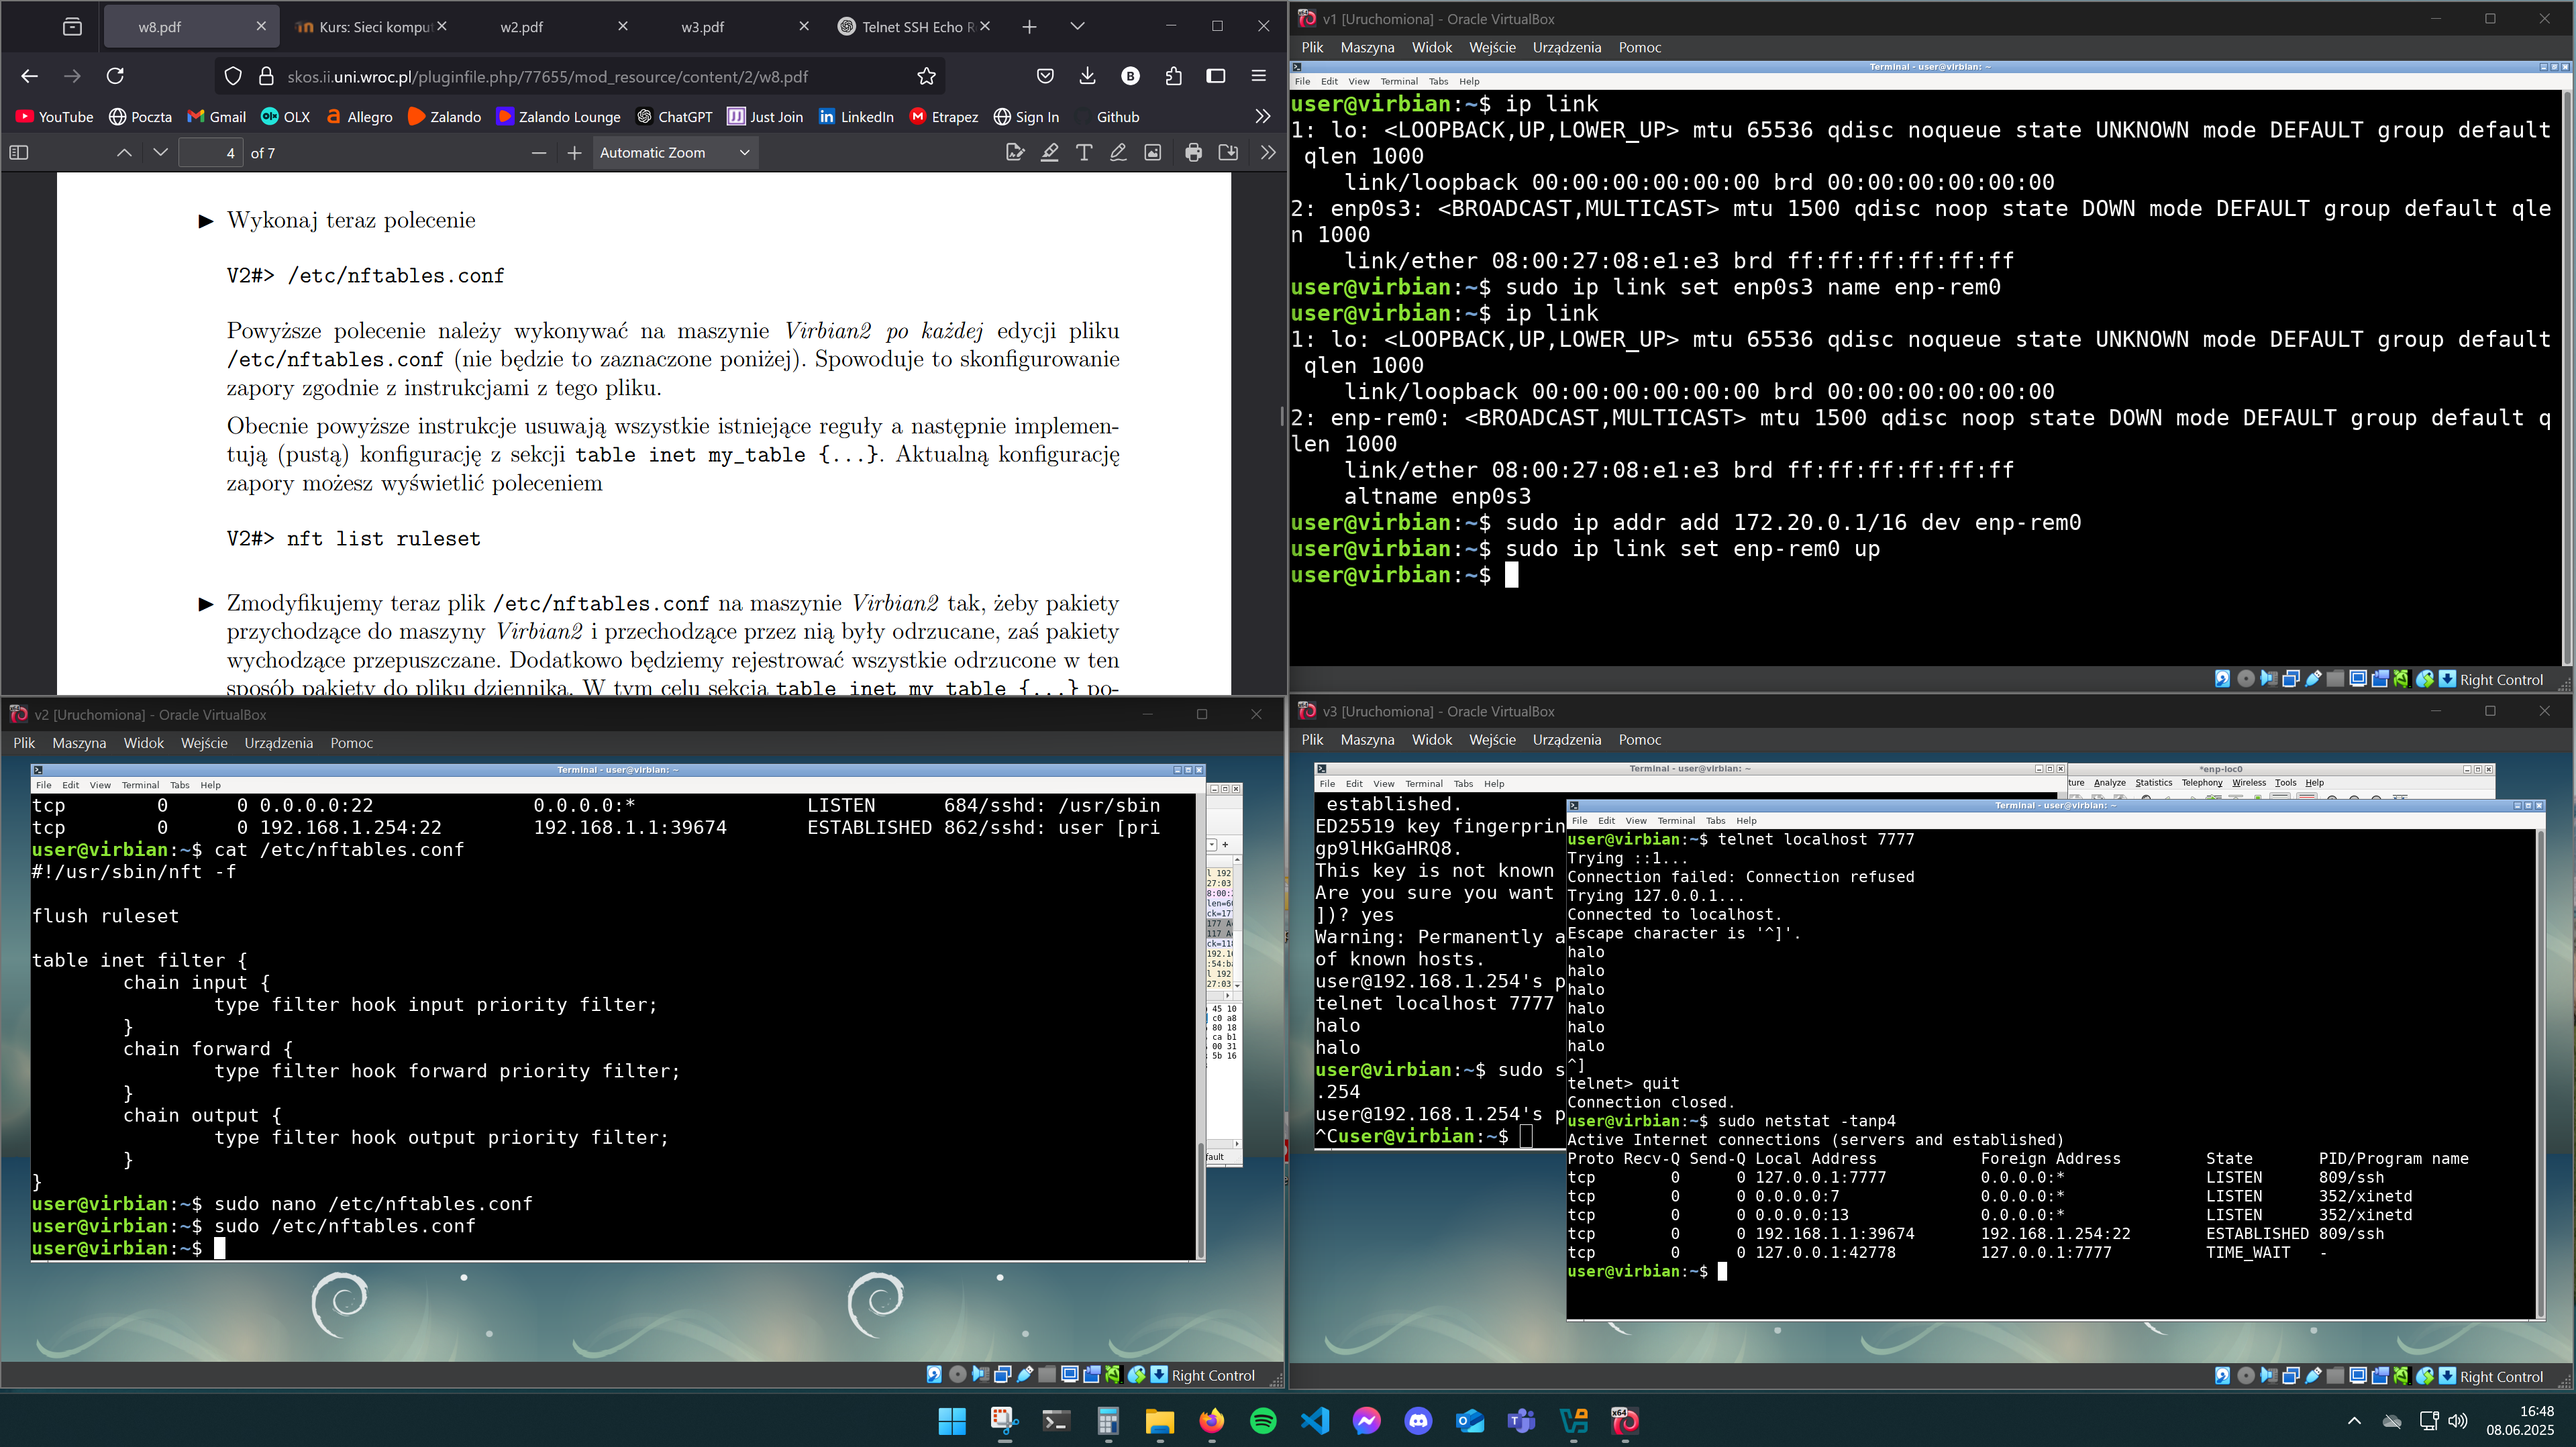 w8.pdf
Kurs: Sieci komput
w2.pdf
w3.pdf
Telnet SSH Echo R
skos.ii.uni.wroc.pl/pluginfile.php/77655/mod_resource/content/2/w8.pdf
B
YouTube
Poczta
Gmail
OLX
Allegro
Zalando
Zalando Lounge
ChatGPT
Just Join
LinkedIn
Etrapez
Sign In
Github
4 of 7
Automatic Zoom
► Wykonaj teraz polecenie
V2#> /etc/nftables.conf
Powyższe polecenie należy wykonywać na maszynie Virbian2 po każdej edycji pliku
/etc/nftables.conf (nie będzie to zaznaczone poniżej). Spowoduje to skonfigurowanie
zapory zgodnie z instrukcjami z tego pliku.
Obecnie powyższe instrukcje usuwają wszystkie istniejące reguły a następnie implemen-
tują (pustą) konfigurację z sekcji table inet my_table {...}. Aktualną konfigurację
zapory możesz wyświetlić poleceniem
V2#> nft list ruleset
► Zmodyfikujemy teraz plik /etc/nftables.conf na maszynie Virbian2 tak, żeby pakiety
przychodzące do maszyny Virbian2 i przechodzące przez nią były odrzucane, zaś pakiety
wychodzące przepuszczane. Dodatkowo będziemy rejestrować wszystkie odrzucone w ten
sposób pakiety do pliku dziennika. W tym celu sekcja table inet my_table {...} po-
v1 [Uruchomiona] - Oracle VirtualBox
Plik Maszyna Widok Wejście Urządzenia Pomoc
Terminal - user@virbian: ~
File Edit View Terminal Tabs Help
user@virbian:~$ ip link
1: lo: <LOOPBACK,UP,LOWER_UP> mtu 65536 qdisc noqueue state UNKNOWN mode DEFAULT group default
qlen 1000
link/loopback 00:00:00:00:00:00 brd 00:00:00:00:00:00
2: enp0s3: <BROADCAST,MULTICAST> mtu 1500 qdisc noop state DOWN mode DEFAULT group default qle
n 1000
link/ether 08:00:27:08:e1:e3 brd ff:ff:ff:ff:ff:ff
user@virbian:~$ sudo ip link set enp0s3 name enp-rem0
user@virbian:~$ ip link
1: lo: <LOOPBACK,UP,LOWER_UP> mtu 65536 qdisc noqueue state UNKNOWN mode DEFAULT group default
qlen 1000
link/loopback 00:00:00:00:00:00 brd 00:00:00:00:00:00
2: enp-rem0: <BROADCAST,MULTICAST> mtu 1500 qdisc noop state DOWN mode DEFAULT group default q
len 1000
link/ether 08:00:27:08:e1:e3 brd ff:ff:ff:ff:ff:ff
altname enp0s3
user@virbian:~$ sudo ip addr add 172.20.0.1/16 dev enp-rem0
user@virbian:~$ sudo ip link set enp-rem0 up
user@virbian:~$
Right Control
v2 [Uruchomiona] - Oracle VirtualBox
Plik Maszyna Widok Wejście Urządzenia Pomoc
Terminal - user@virbian: ~
File Edit View Terminal Tabs Help
tcp 0 0 0.0.0.0:22 0.0.0.0:* LISTEN 684/sshd: /usr/sbin
tcp 0 0 192.168.1.254:22 192.168.1.1:39674 ESTABLISHED 862/sshd: user [pri
user@virbian:~$ cat /etc/nftables.conf
#!/usr/sbin/nft -f
flush ruleset
table inet filter {
chain input {
type filter hook input priority filter;
}
chain forward {
type filter hook forward priority filter;
}
chain output {
type filter hook output priority filter;
}
}
user@virbian:~$ sudo nano /etc/nftables.conf
user@virbian:~$ sudo /etc/nftables.conf
user@virbian:~$
Right Control
v3 [Uruchomiona] - Oracle VirtualBox
Plik Maszyna Widok Wejście Urządzenia Pomoc
Terminal - user@virbian: ~
File Edit View Terminal Tabs Help
established.
ED25519 key fingerprin
gp9lHkGaHRQ8.
This key is not known
Are you sure you want
])? yes
Warning: Permanently a
of known hosts.
user@192.168.1.254's p
telnet localhost 7777
halo
halo
user@virbian:~$ sudo s
.254
user@192.168.1.254's p
^Cuser@virbian:~$
*enp-loc0
ture Analyze Statistics Telephony Wireless Tools Help
Terminal - user@virbian: ~
File Edit View Terminal Tabs Help
user@virbian:~$ telnet localhost 7777
Trying ::1...
Connection failed: Connection refused
Trying 127.0.0.1...
Connected to localhost.
Escape character is '^]'.
halo
halo
halo
halo
halo
halo
^]
telnet> quit
Connection closed.
user@virbian:~$ sudo netstat -tanp4
Active Internet connections (servers and established)
Proto Recv-Q Send-Q Local Address Foreign Address State PID/Program name
tcp 0 0 127.0.0.1:7777 0.0.0.0:* LISTEN 809/ssh
tcp 0 0 0.0.0.0:7 0.0.0.0:* LISTEN 352/xinetd
tcp 0 0 0.0.0.0:13 0.0.0.0:* LISTEN 352/xinetd
tcp 0 0 192.168.1.1:39674 192.168.1.254:22 ESTABLISHED 809/ssh
tcp 0 0 127.0.0.1:42778 127.0.0.1:7777 TIME_WAIT -
user@virbian:~$
Right Control
16:48
08.06.2025